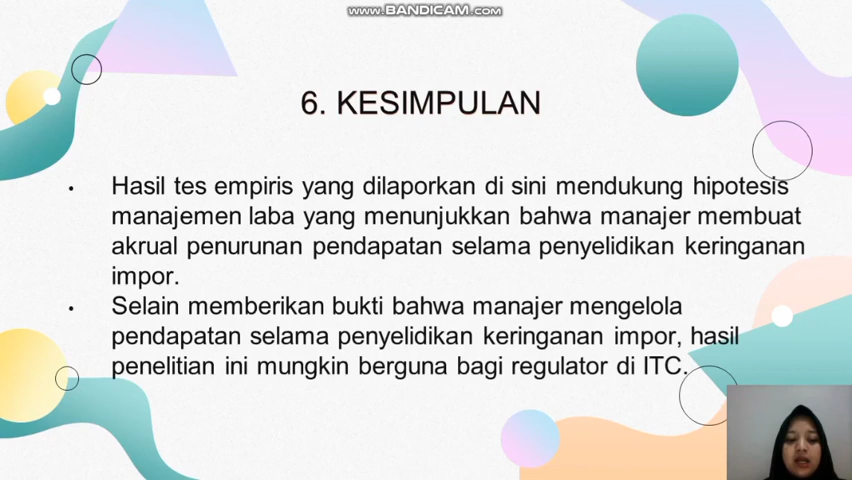 www.BANDICAM.com
6. KESIMPULAN
• Hasil tes empiris yang dilaporkan di sini mendukung hipotesis
manajemen laba yang menunjukkan bahwa manajer membuat
akrual penurunan pendapatan selama penyelidikan keringanan
impor.
• Selain memberikan bukti bahwa manajer mengelola
pendapatan selama penyelidikan keringanan impor, hasil
penelitian ini mungkin berguna bagi regulator di ITC.